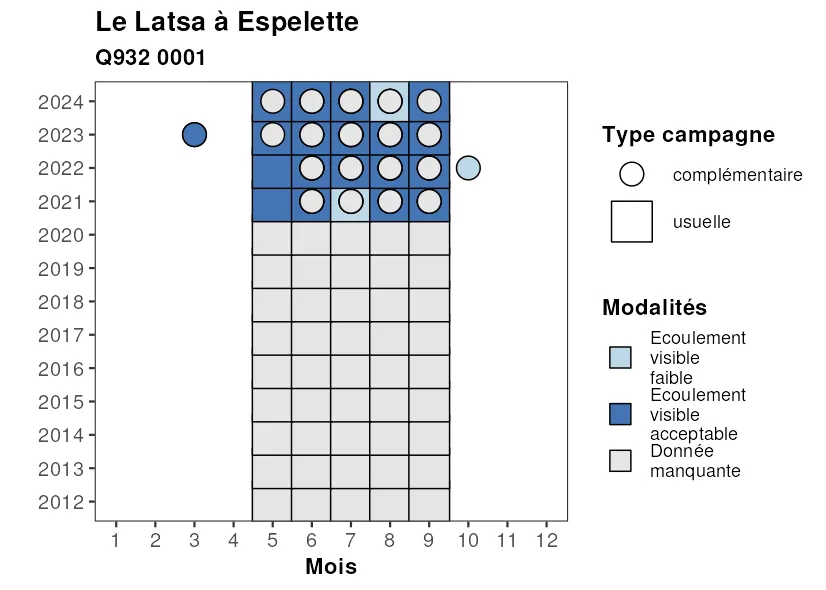 Le Latsa à Espelette
Q932 0001
2024
2023
2022
2021
2020
2019
2018
2017
2016
2015
2014
2013
2012
1 2 3 4 5 6 7 8 9 10 11 12
Mois
Type campagne
complémentaire
usuelle
Modalités
Ecoulement
visible
faible
Ecoulement
visible
acceptable
Donnée
manquante